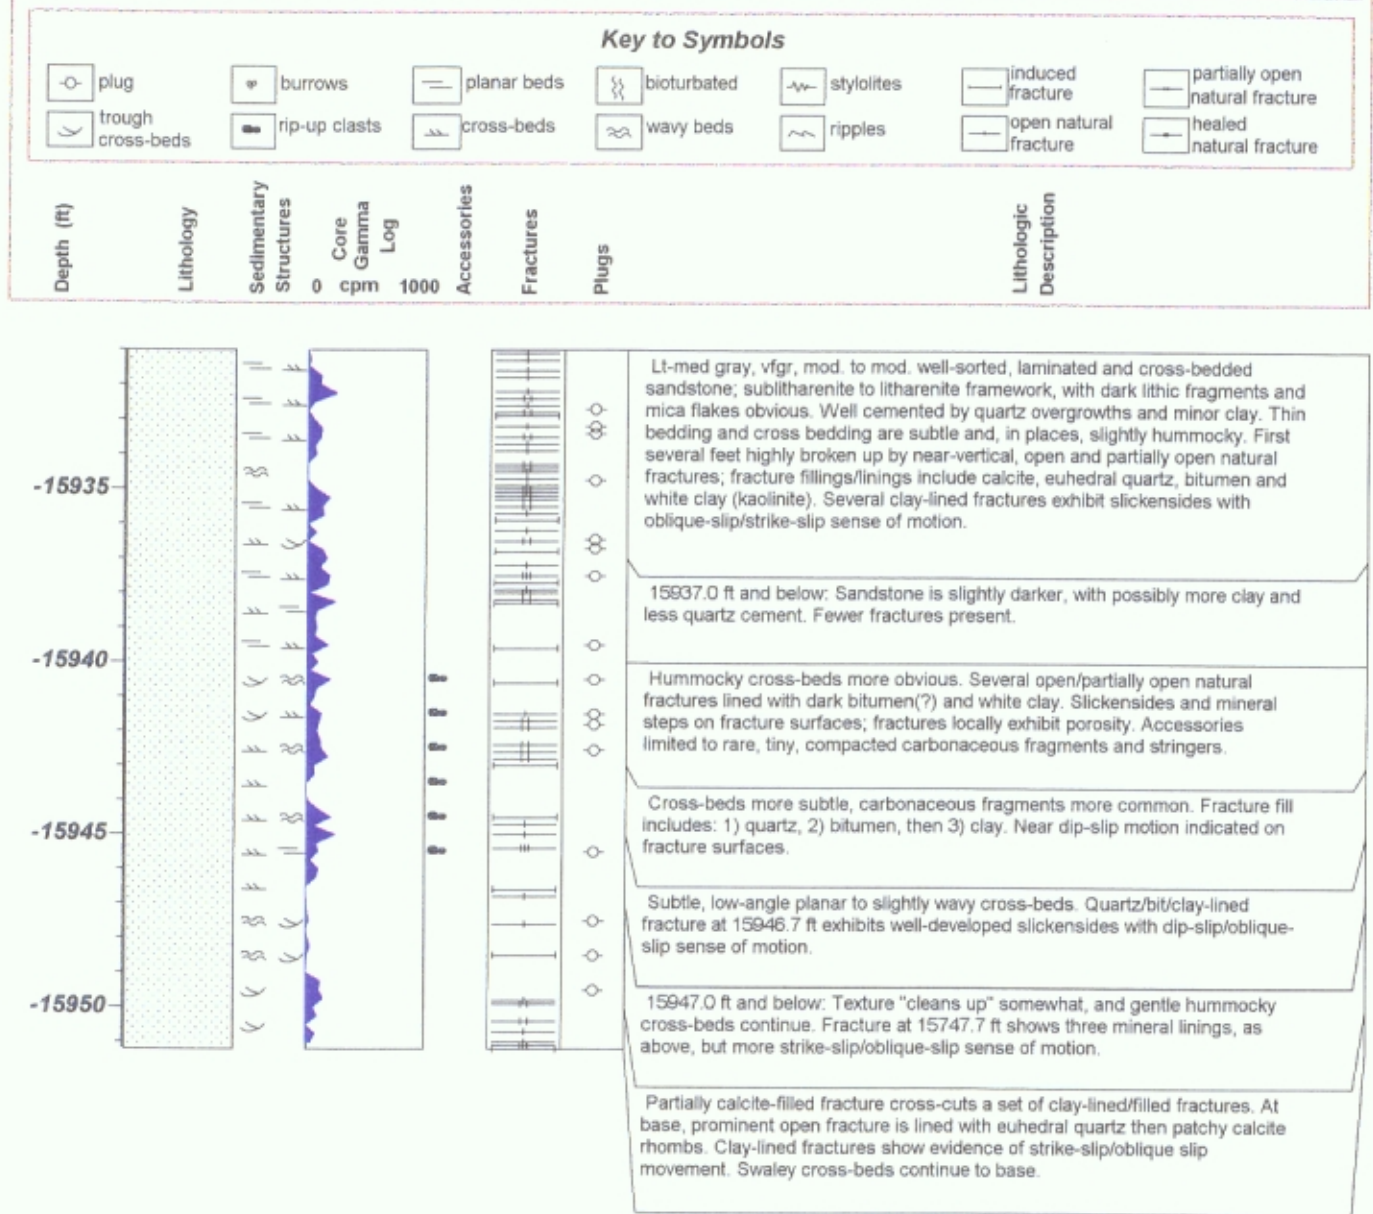 Key to Symbols
plug
burrows
planar beds
bioturbated
stylolites
induced
fracture
partially open
natural fracture
trough
cross-beds
rip-up clasts
cross-beds
wavy beds
ripples
open natural
fracture
healed
natural fracture
Depth (ft)
Lithology
Sedimentary
Structures
Core
Gamma
Log
0 cpm 1000
Accessories
Fractures
Plugs
Lithologic
Description
-15935
-15940
-15945
-15950
Lt-med gray, vfgr, mod. to mod. well-sorted, laminated and cross-bedded
sandstone; sublitharenite to litharenite framework, with dark lithic fragments and
mica flakes obvious. Well cemented by quartz overgrowths and minor clay. Thin
bedding and cross bedding are subtle and, in places, slightly hummocky. First
several feet highly broken up by near-vertical, open and partially open natural
fractures; fracture fillings/linings include calcite, euhedral quartz, bitumen and
white clay (kaolinite). Several clay-lined fractures exhibit slickensides with
oblique-slip/strike-slip sense of motion.
15937.0 ft and below: Sandstone is slightly darker, with possibly more clay and
less quartz cement. Fewer fractures present.
Hummocky cross-beds more obvious. Several open/partially open natural
fractures lined with dark bitumen(?) and white clay. Slickensides and mineral
steps on fracture surfaces; fractures locally exhibit porosity. Accessories
limited to rare, tiny, compacted carbonaceous fragments and stringers.
Cross-beds more subtle, carbonaceous fragments more common. Fracture fill
includes: 1) quartz, 2) bitumen, then 3) clay. Near dip-slip motion indicated on
fracture surfaces.
Subtle, low-angle planar to slightly wavy cross-beds. Quartz/bit/clay-lined
fracture at 15946.7 ft exhibits well-developed slickensides with dip-slip/oblique-
slip sense of motion.
15947.0 ft and below: Texture "cleans up" somewhat, and gentle hummocky
cross-beds continue. Fracture at 15747.7 ft shows three mineral linings, as
above, but more strike-slip/oblique-slip sense of motion.
Partially calcite-filled fracture cross-cuts a set of clay-lined/filled fractures. At
base, prominent open fracture is lined with euhedral quartz then patchy calcite
rhombs. Clay-lined fractures show evidence of strike-slip/oblique slip
movement. Swaley cross-beds continue to base.